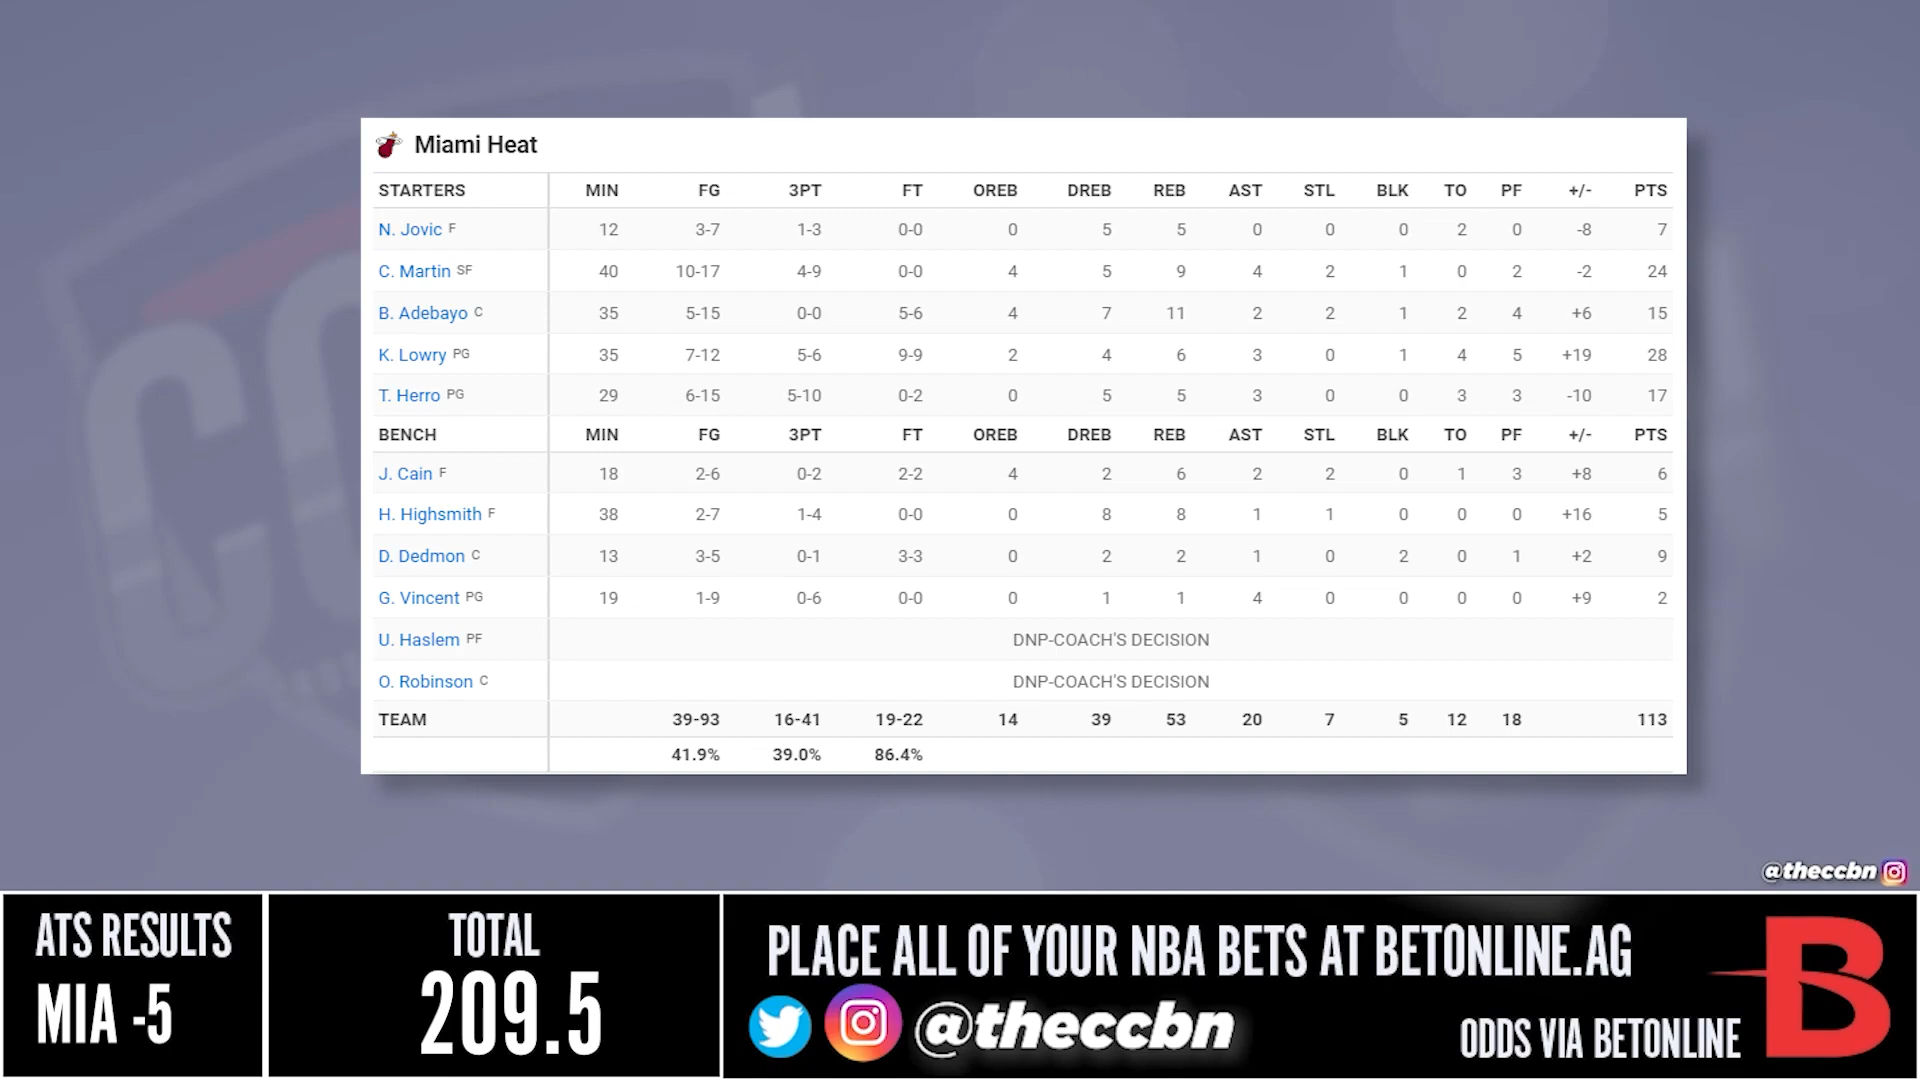 Miami Heat
STARTERS MIN FG 3PT FT OREB DREB REB AST STL BLK TO PF +/- PTS
N. Jovic F 12 3-7 1-3 0-0 0 5 5 0 0 0 2 0 -8 7
C. Martin SF 40 10-17 4-9 0-0 4 5 9 4 2 1 0 2 -2 24
B. Adebayo C 35 5-15 0-0 5-6 4 7 11 2 2 1 2 4 +6 15
K. Lowry PG 35 7-12 5-6 9-9 2 4 6 3 0 1 4 5 +19 28
T. Herro PG 29 6-15 5-10 0-2 0 5 5 3 0 0 3 3 -10 17
BENCH MIN FG 3PT FT OREB DREB REB AST STL BLK TO PF +/- PTS
J. Cain F 18 2-6 0-2 2-2 4 2 6 2 2 0 1 3 +8 6
H. Highsmith F 38 2-7 1-4 0-0 0 8 8 1 1 0 0 0 +16 5
D. Dedmon C 13 3-5 0-1 3-3 0 2 2 1 0 2 0 1 +2 9
G. Vincent PG 19 1-9 0-6 0-0 0 1 1 4 0 0 0 0 +9 2
U. Haslem PF DNP-COACH'S DECISION
O. Robinson C DNP-COACH'S DECISION
TEAM 39-93 16-41 19-22 14 39 53 20 7 5 12 18 113
41.9% 39.0% 86.4%
@theccbn
ATS RESULTS
MIA -5
TOTAL
209.5
PLACE ALL OF YOUR NBA BETS AT BETONLINE.AG
@theccbn
ODDS VIA BETONLINE
B